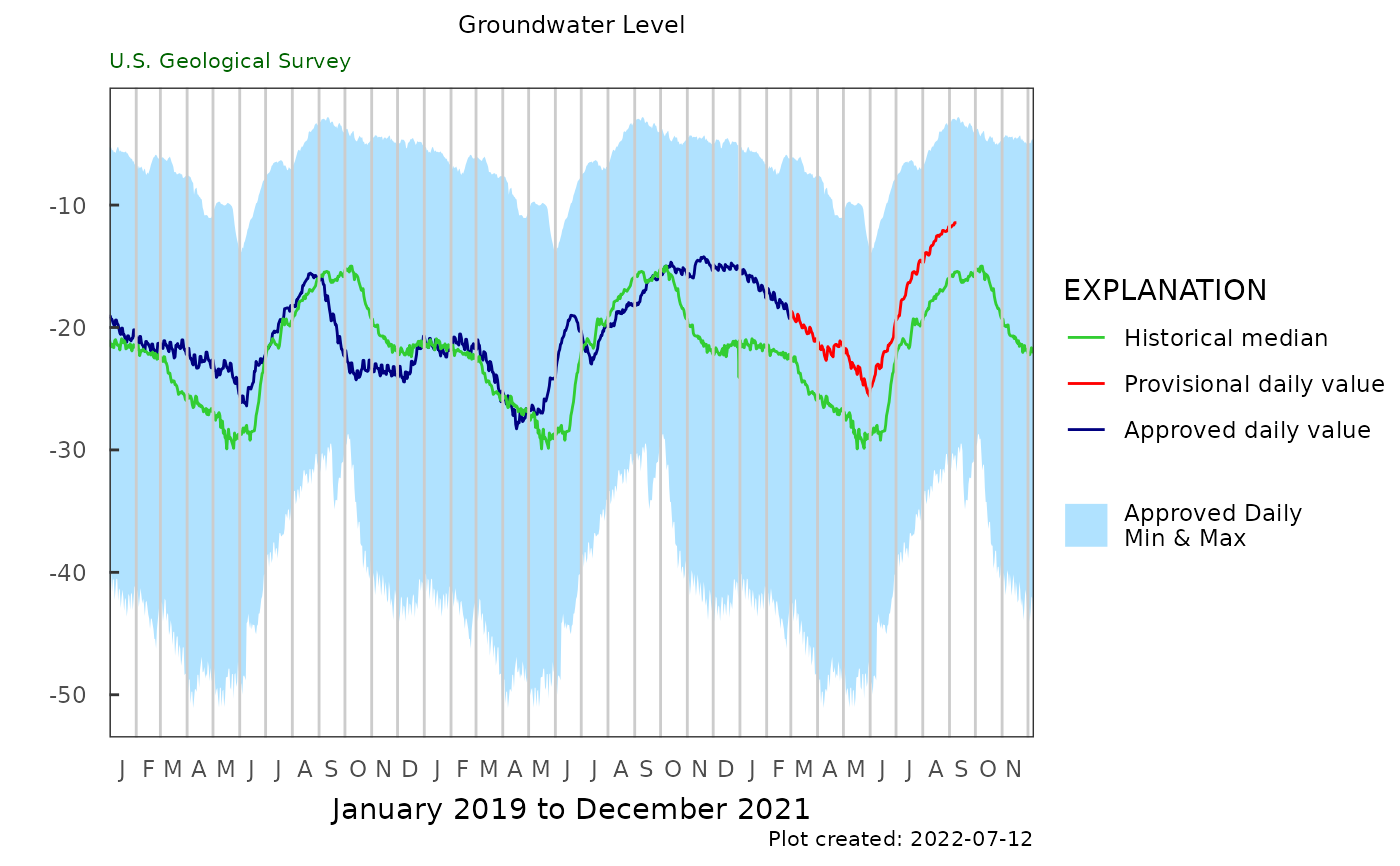 Groundwater Level
U.S. Geological Survey
-10
-20
-30
-40
-50
J F M A M J J A S O N D J F M A M J J A S O N D J F M A M J J A S O N
January 2019 to December 2021
Plot created: 2022-07-12
EXPLANATION
Historical median
Provisional daily value
Approved daily value
Approved Daily
Min & Max